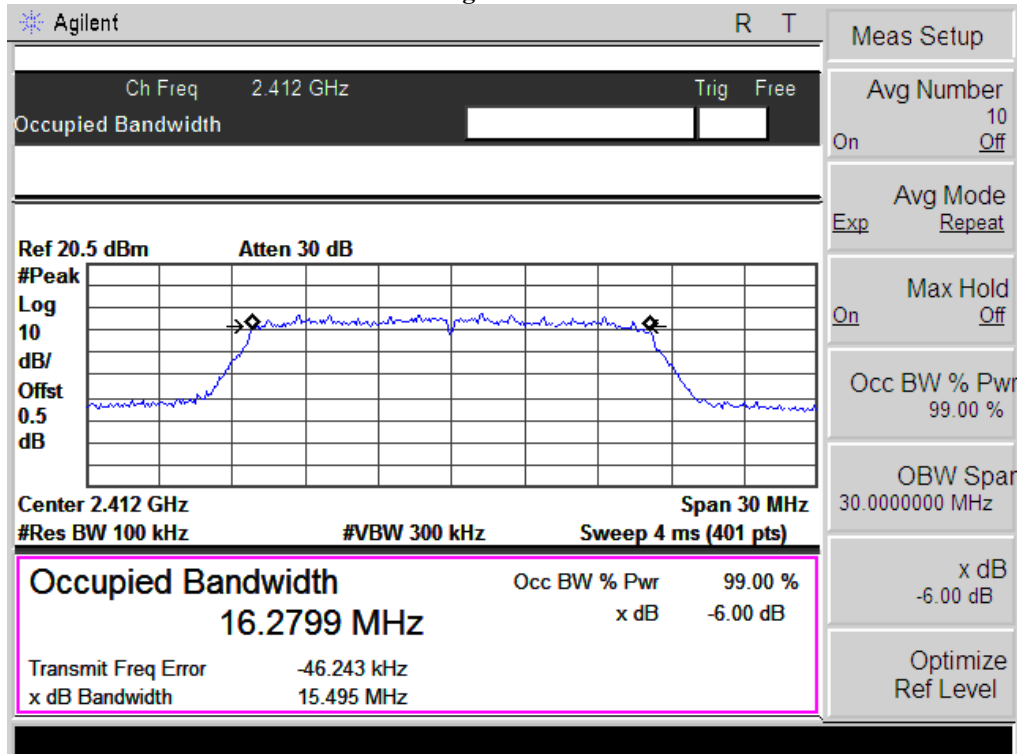 Agilent R T
Ch Freq 2.412 GHz Trig Free
Occupied Bandwidth
Ref 20.5 dBm Atten 30 dB
#Peak
Log
10
dB/
Offst
0.5
dB
Center 2.412 GHz Span 30 MHz
#Res BW 100 kHz #VBW 300 kHz Sweep 4 ms (401 pts)
Occupied Bandwidth Occ BW % Pwr 99.00 %
16.2799 MHz x dB -6.00 dB
Transmit Freq Error -46.243 kHz
x dB Bandwidth 15.495 MHz
Meas Setup
Avg Number
10
On Off
Avg Mode
Exp Repeat
Max Hold
On Off
Occ BW % Pwr
99.00 %
OBW Span
30.0000000 MHz
x dB
-6.00 dB
Optimize
Ref Level